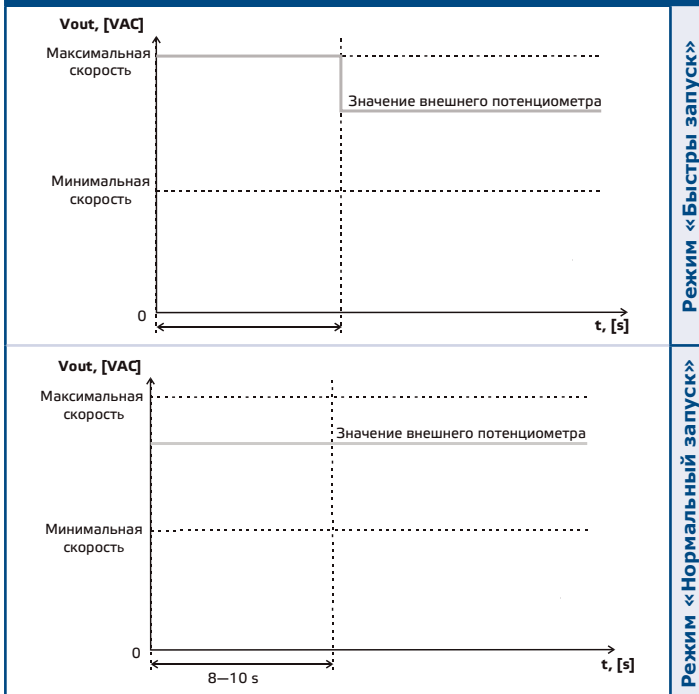 Vout, [VAC]
Максимальная
скорость
Значение внешнего потенциометра
Минимальная
скорость
0
t, [s]
Режим «Быстры запуск»
Vout, [VAC]
Максимальная
скорость
Значение внешнего потенциометра
Минимальная
скорость
0
8—10 s
t, [s]
Режим «Нормальный запуск»